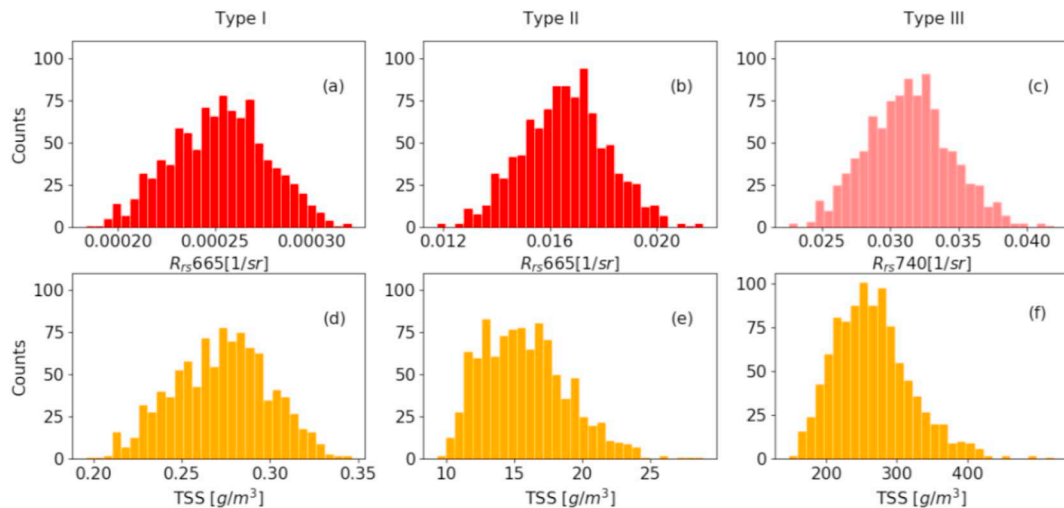 Type I
Type II
Type III
100
75
50
25
0
Counts
(a)
0.00020 0.00025 0.00030
R_rs665[1/sr]
(b)
0.012 0.016 0.020
R_rs665[1/sr]
100
75
50
25
0
(c)
0.025 0.030 0.035 0.040
R_rs740[1/sr]
100
75
50
25
0
100
75
50
25
0
Counts
(d)
0.20 0.25 0.30 0.35
TSS [g/m³]
100
75
50
25
0
(e)
10 15 20 25
TSS [g/m³]
100
75
50
25
0
(f)
200 300 400
TSS [g/m³]